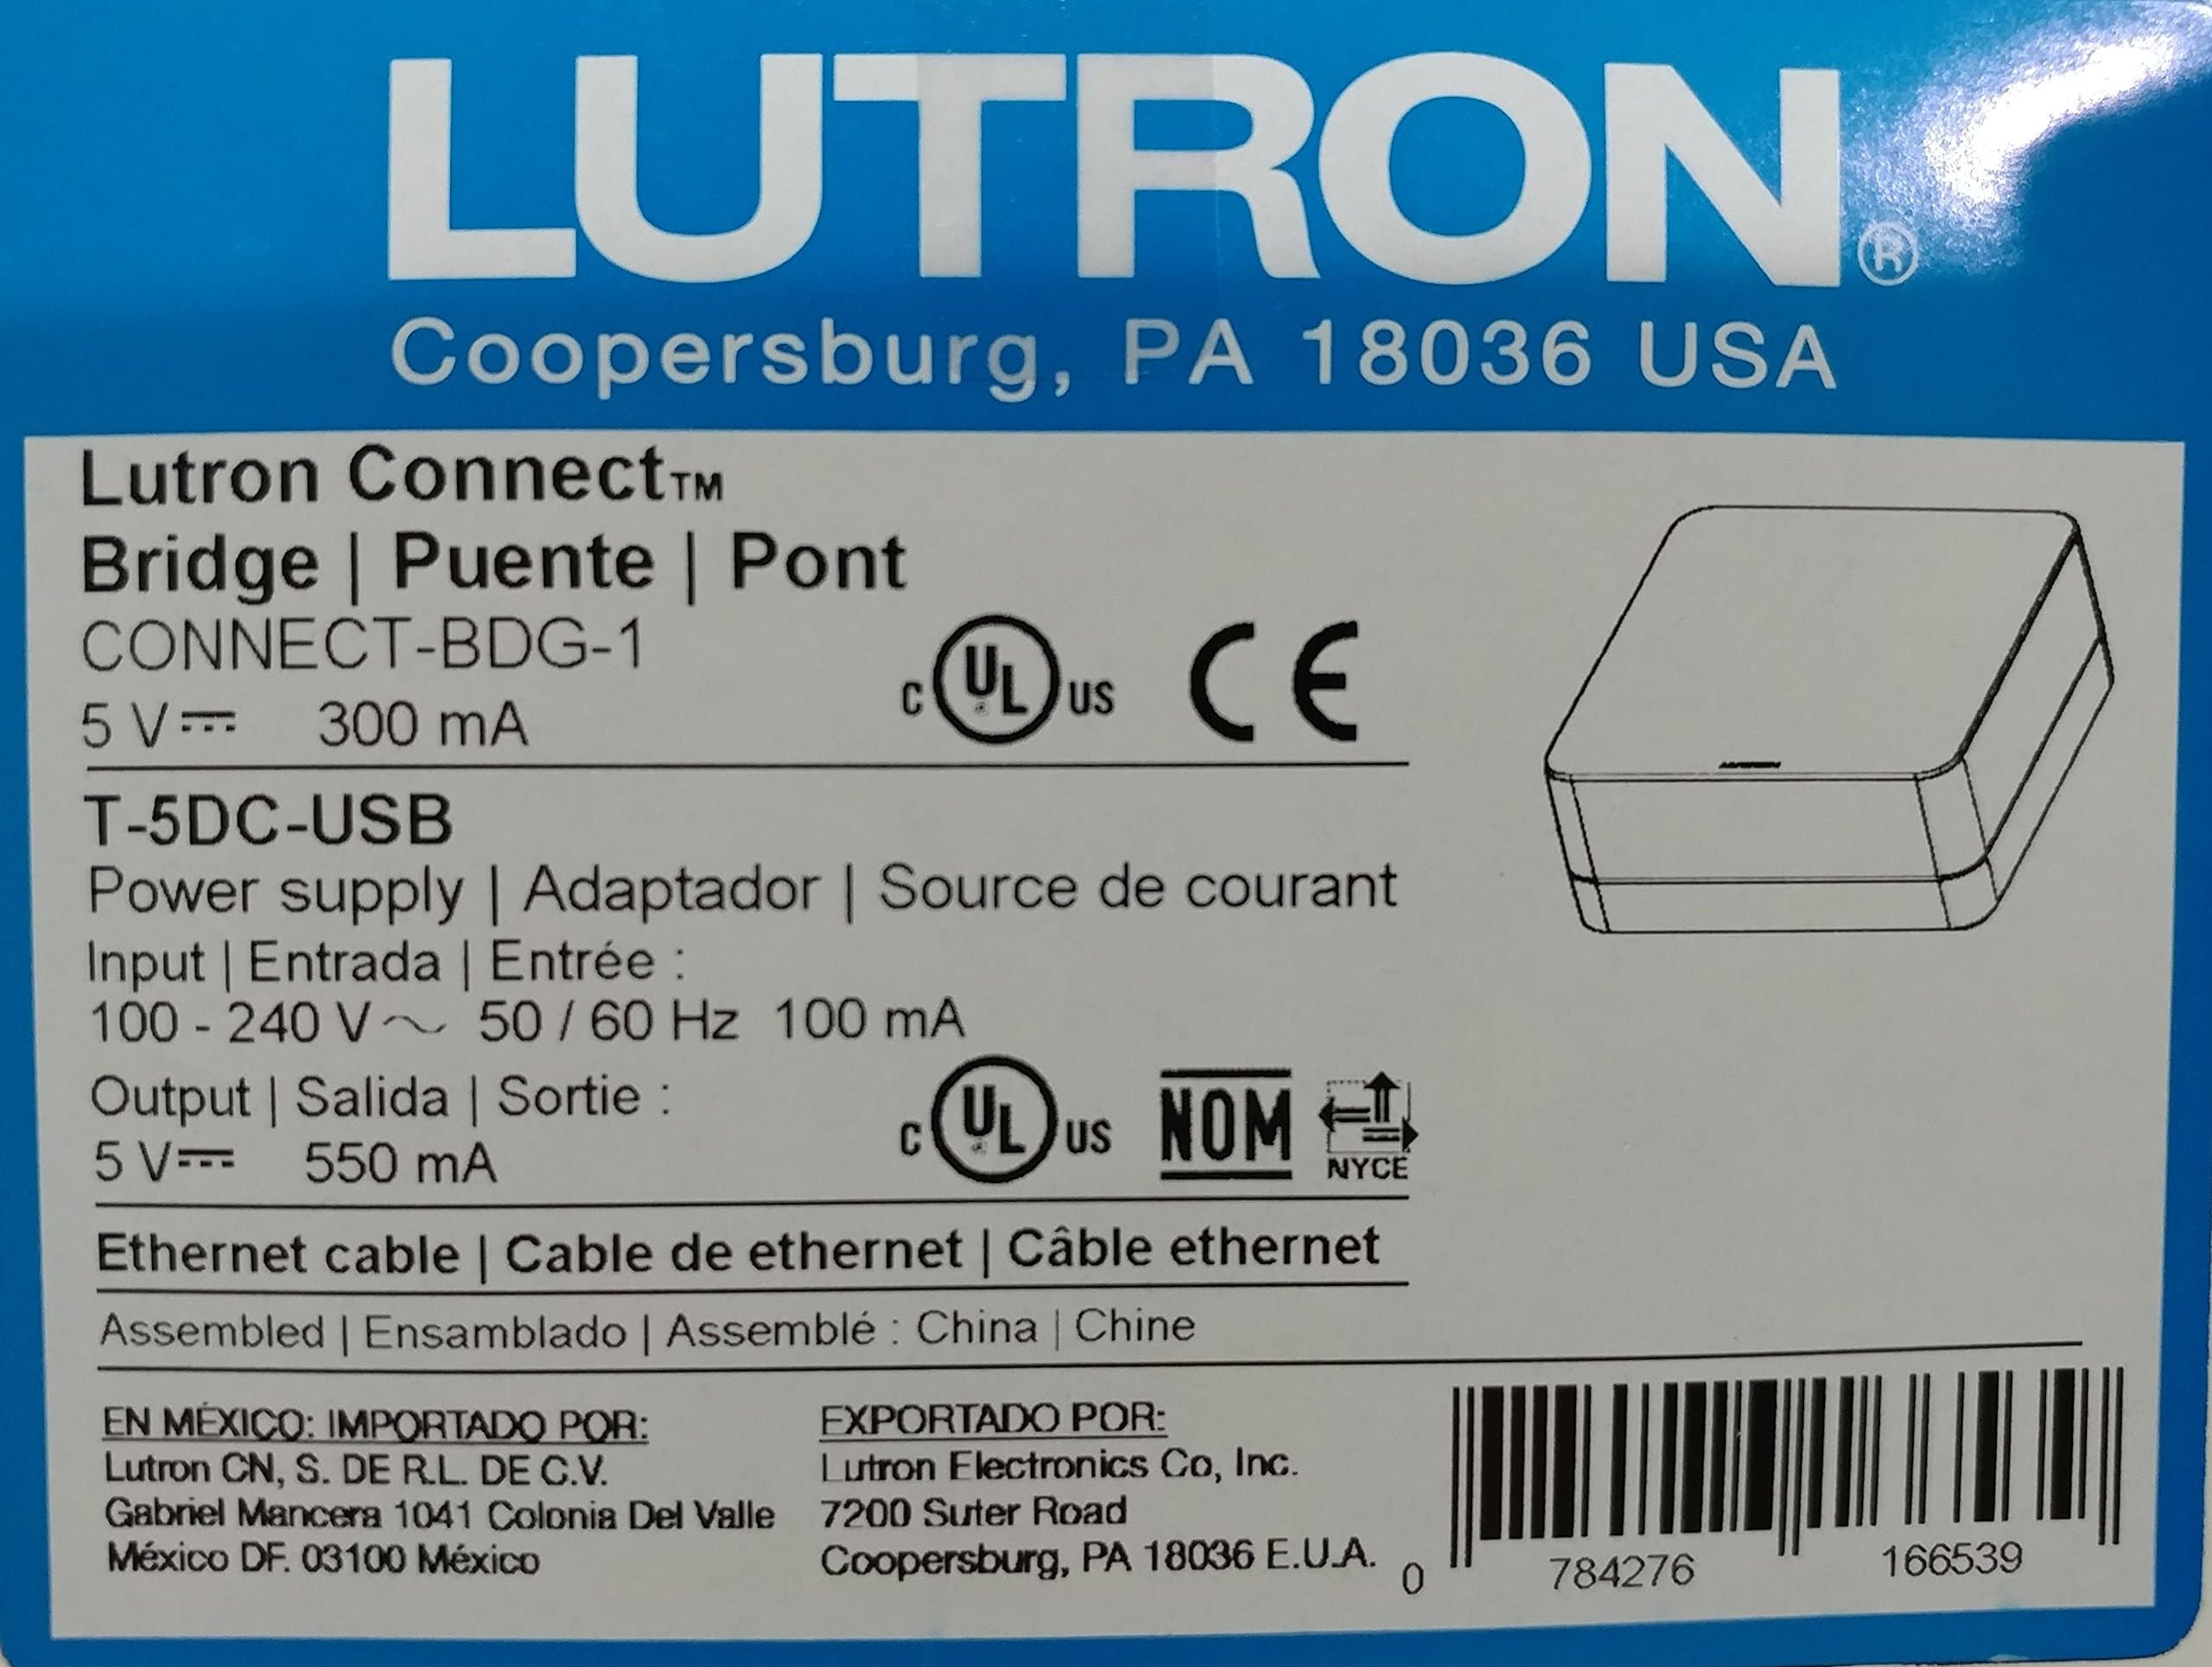 LUTRON®
Coopersburg, PA 18036 USA
Lutron Connect™
Bridge | Puente | Pont
CONNECT-BDG-1
5 V⎓ 300 mA
C UL US CE
T-5DC-USB
Power supply | Adaptador | Source de courant
Input | Entrada | Entrée :
100 - 240 V~ 50 / 60 Hz 100 mA
Output | Salida | Sortie :
5 V⎓ 550 mA
C UL US NOM NYCE
Ethernet cable | Cable de ethernet | Câble ethernet
Assembled | Ensamblado | Assemblé : China | Chine
EN MÉXICO: IMPORTADO POR:
Lutron CN, S. DE R.L. DE C.V.
Gabriel Mancera 1041 Colonia Del Valle
México DF. 03100 México
EXPORTADO POR:
Lutron Electronics Co, Inc.
7200 Suter Road
Coopersburg, PA 18036 E.U.A.
0 784276 166539